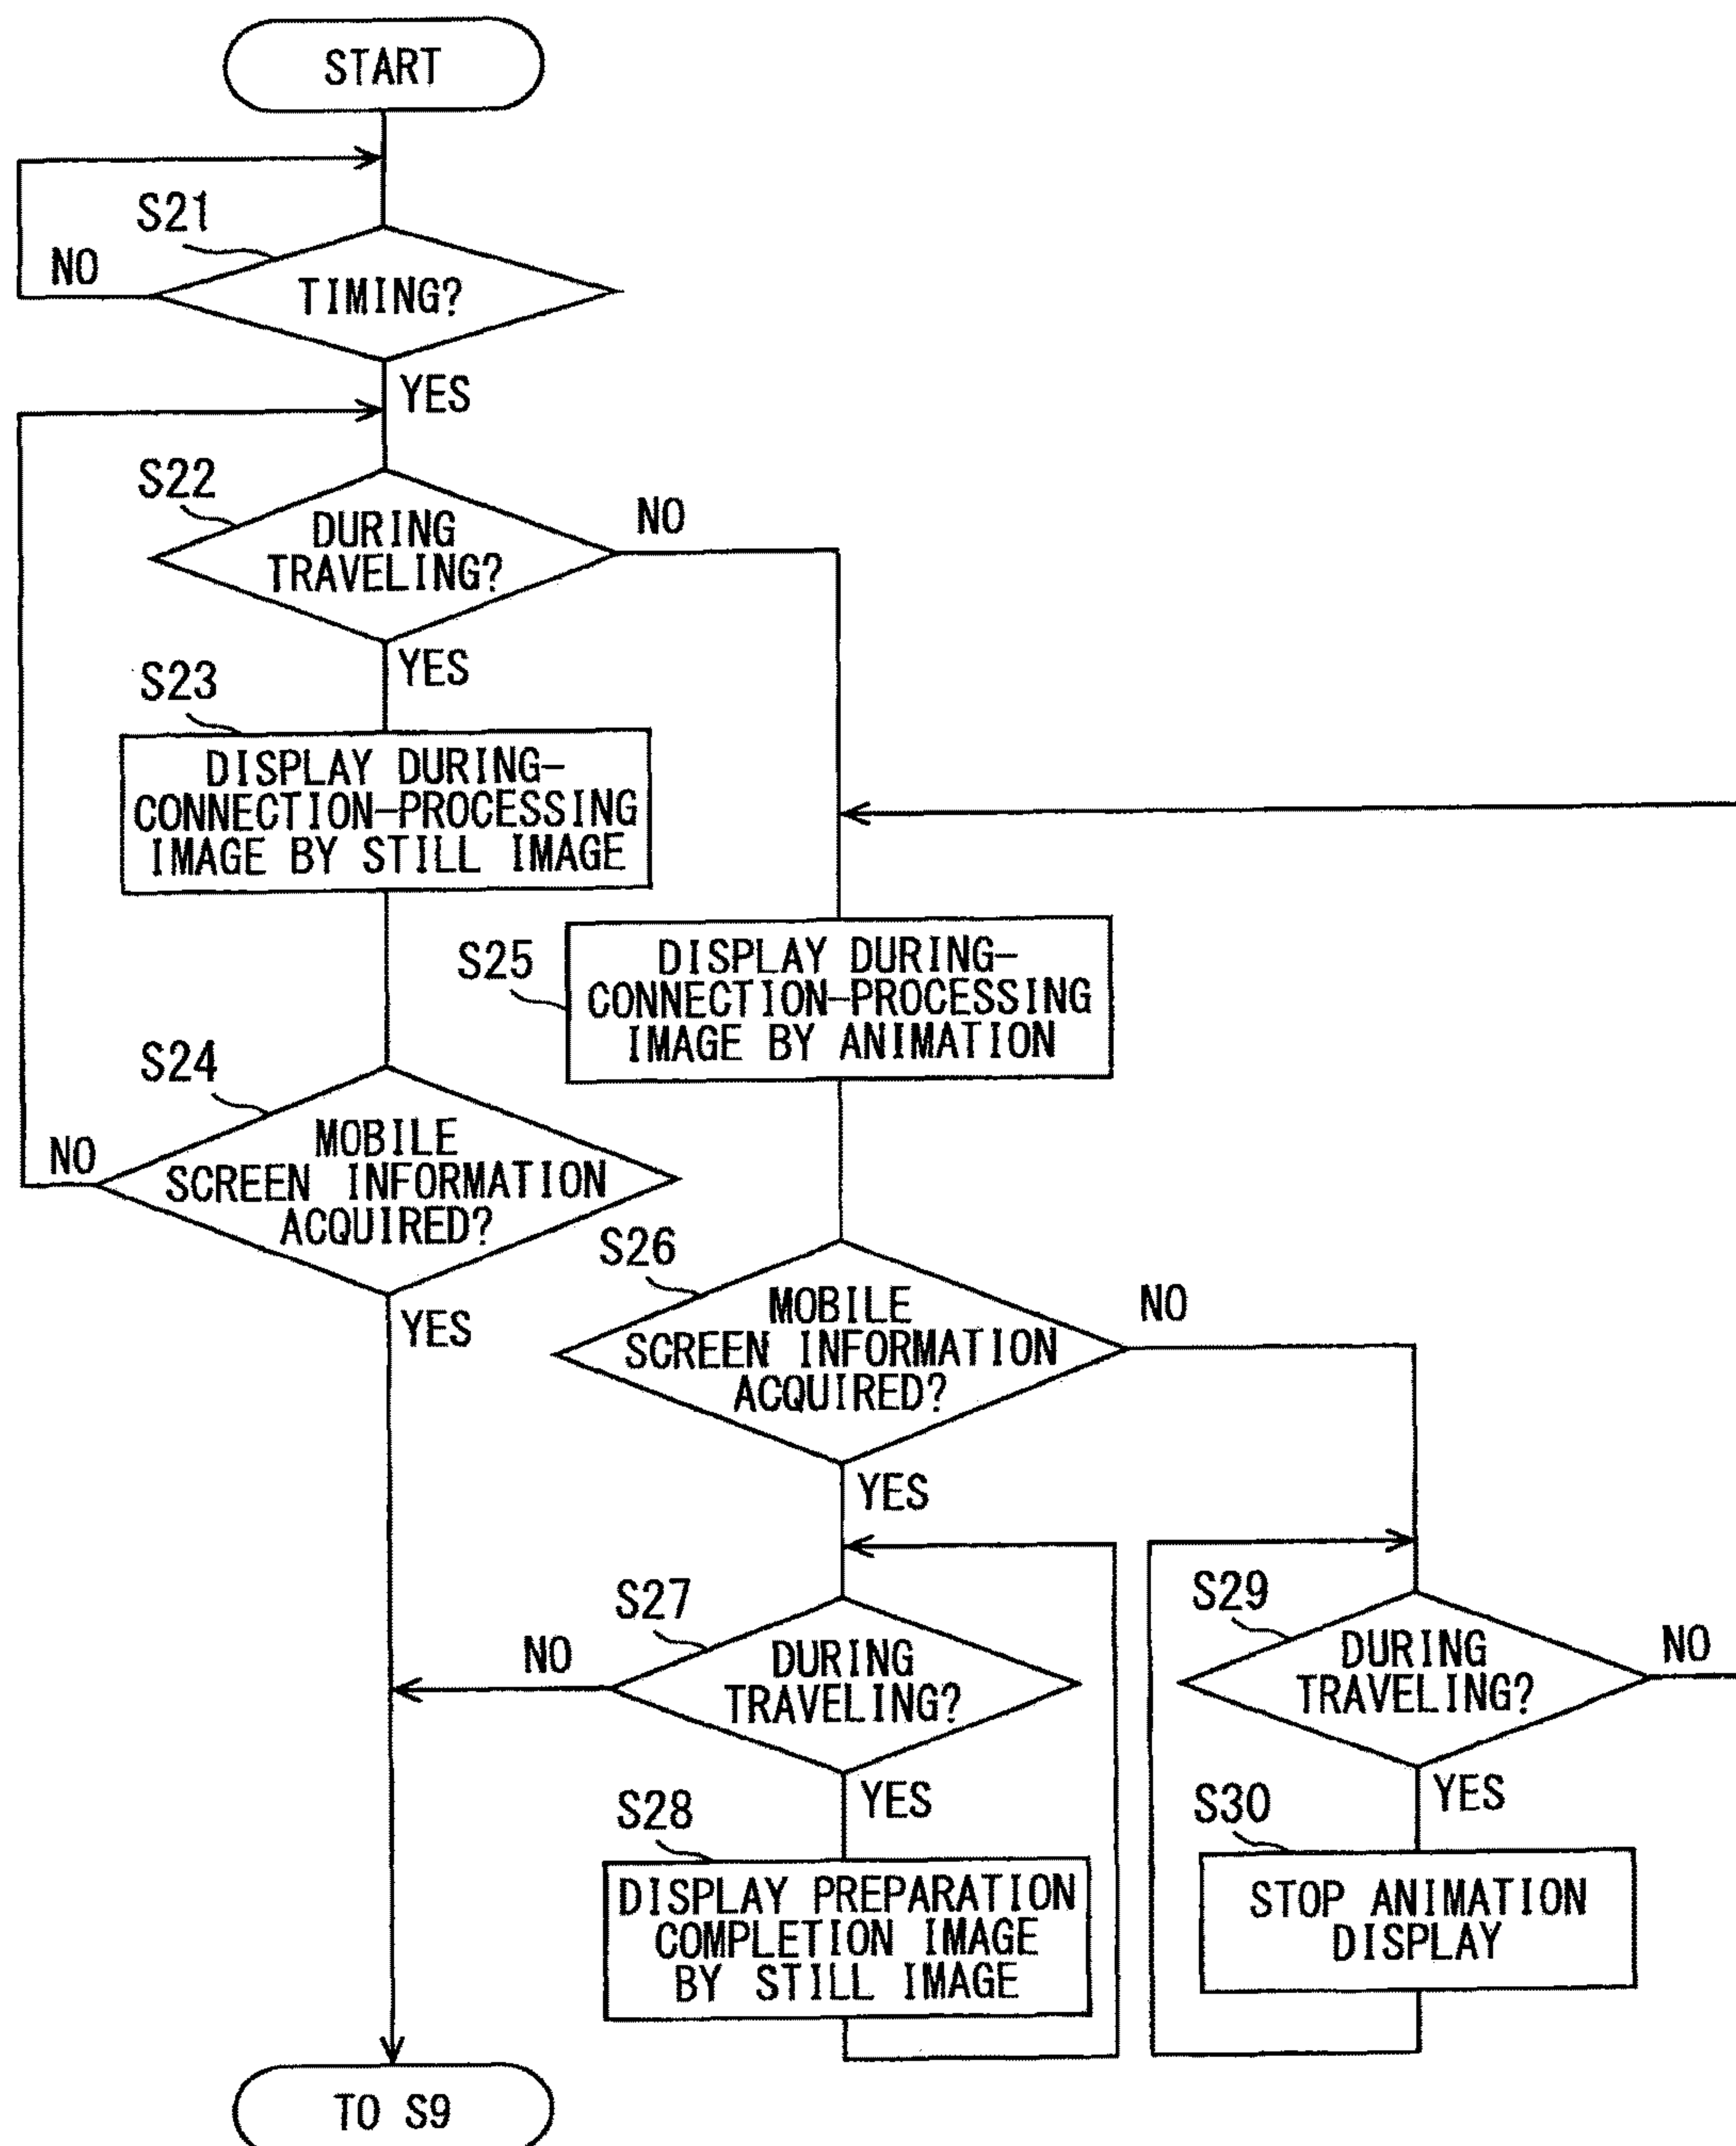 START
S21
NO
TIMING?
YES
S22
NO
DURING
TRAVELING?
YES
S23
DISPLAY DURING-
CONNECTION-PROCESSING
IMAGE BY STILL IMAGE
S25
DISPLAY DURING-
CONNECTION-PROCESSING
IMAGE BY ANIMATION
S24
NO
MOBILE
SCREEN INFORMATION
ACQUIRED?
YES
S26
NO
MOBILE
SCREEN INFORMATION
ACQUIRED?
YES
S27
NO
DURING
TRAVELING?
YES
S28
DISPLAY PREPARATION
COMPLETION IMAGE
BY STILL IMAGE
S29
NO
DURING
TRAVELING?
YES
S30
STOP ANIMATION
DISPLAY
TO S9